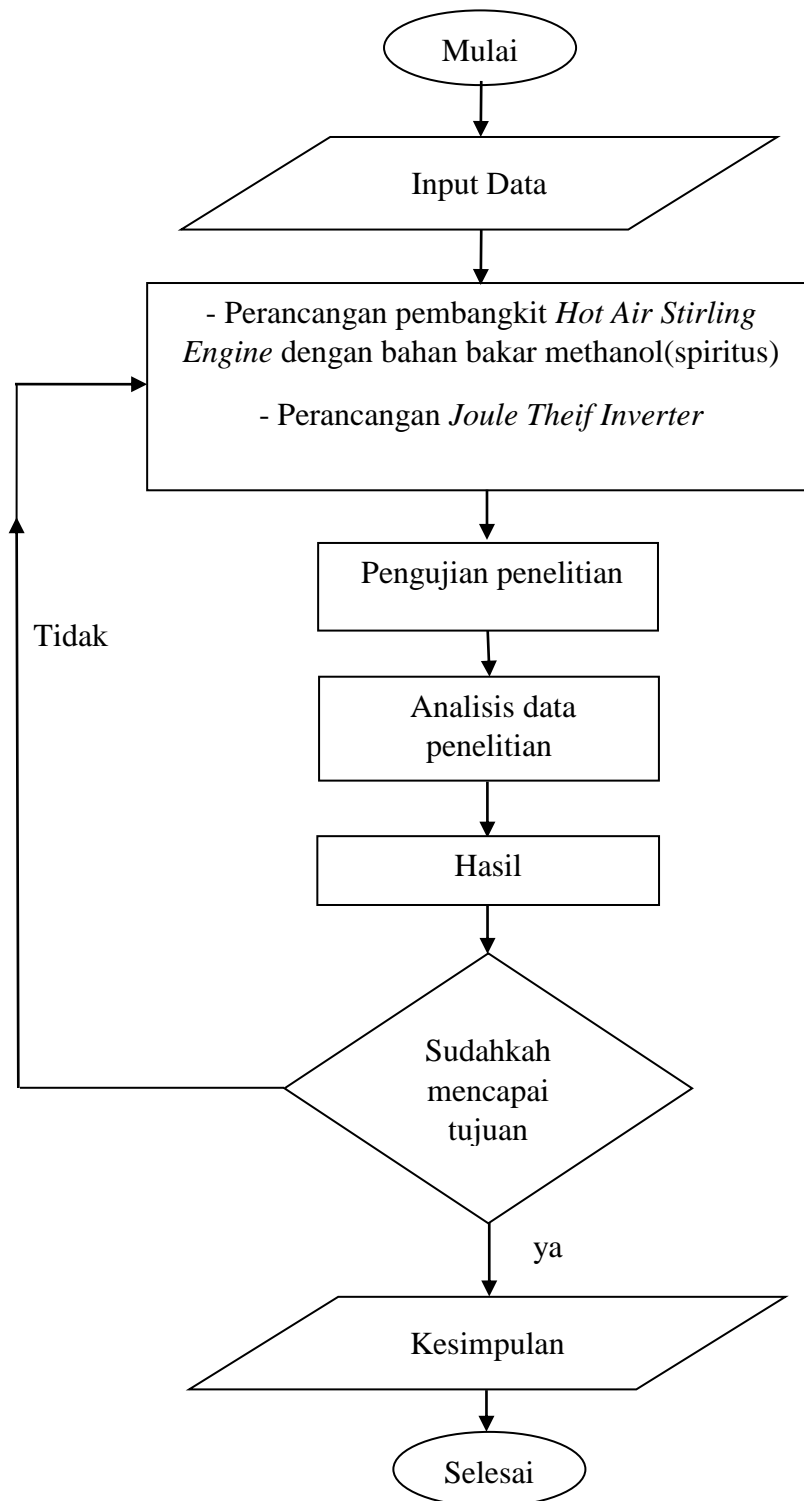 Mulai
Input Data
- Perancangan pembangkit Hot Air Stirling
Engine dengan bahan bakar methanol(spiritus)
- Perancangan Joule Theif Inverter
Pengujian penelitian
Tidak
Analisis data
penelitian
Hasil
Sudahkah
mencapai
tujuan
ya
Kesimpulan
Selesai